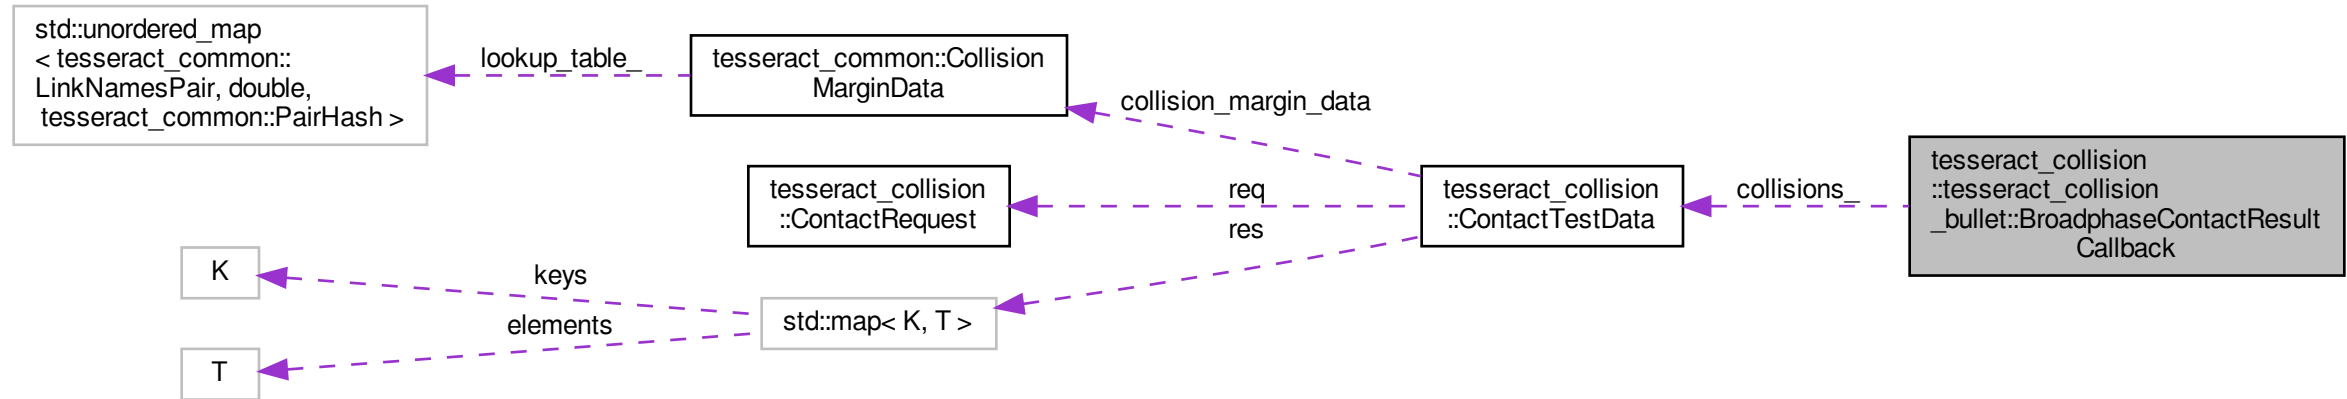 std::unordered_map
< tesseract_common::
LinkNamesPair, double,
tesseract_common::PairHash >
lookup_table_
tesseract_common::Collision
MarginData
collision_margin_data
tesseract_collision
::ContactRequest
req
res
tesseract_collision
::ContactTestData
collisions_
tesseract_collision
::tesseract_collision
_bullet::BroadphaseContactResult
Callback
K
keys
elements
std::map< K, T >
T